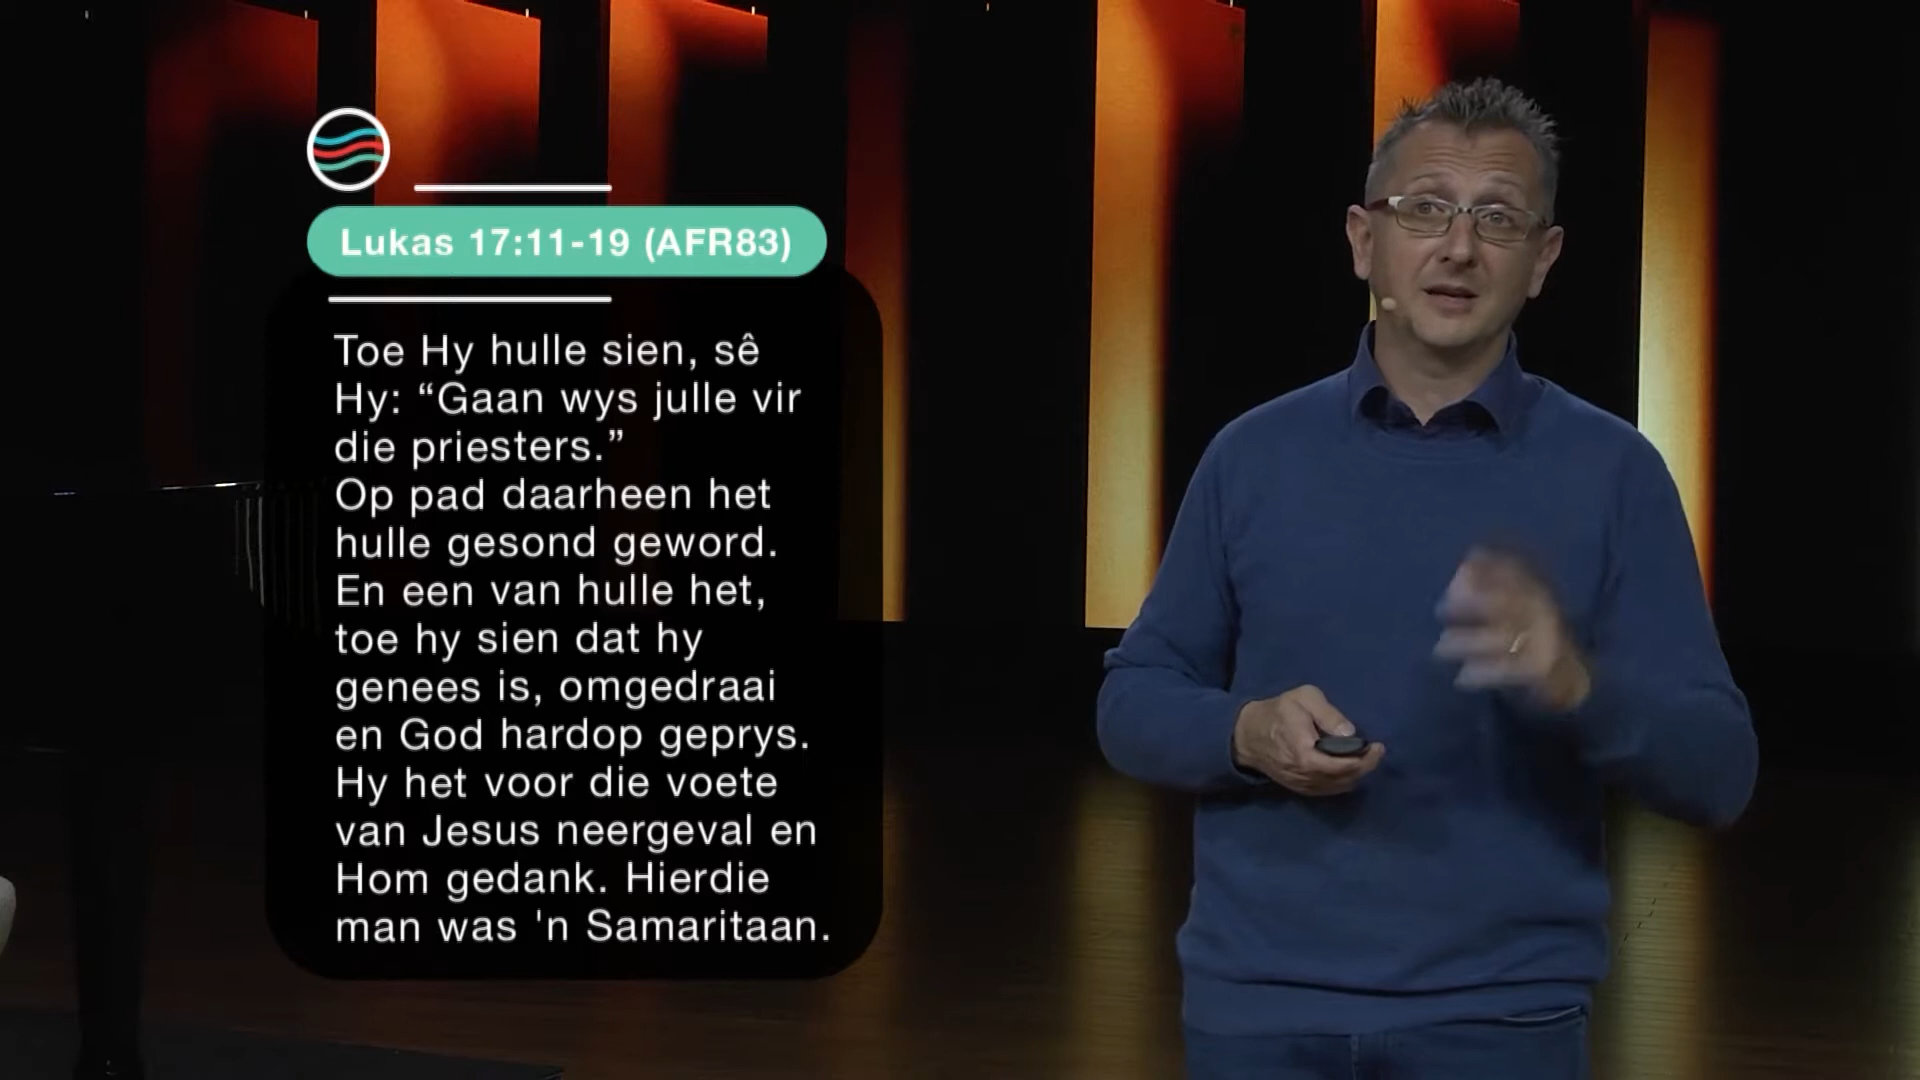 Lukas 17:11-19 (AFR83)
Toe Hy hulle sien, sê
Hy: “Gaan wys julle vir
die priesters.”
Op pad daarheen het
hulle gesond geword.
En een van hulle het,
toe hy sien dat hy
genees is, omgedraai
en God hardop geprys.
Hy het voor die voete
van Jesus neergeval en
Hom gedank. Hierdie
man was 'n Samaritaan.